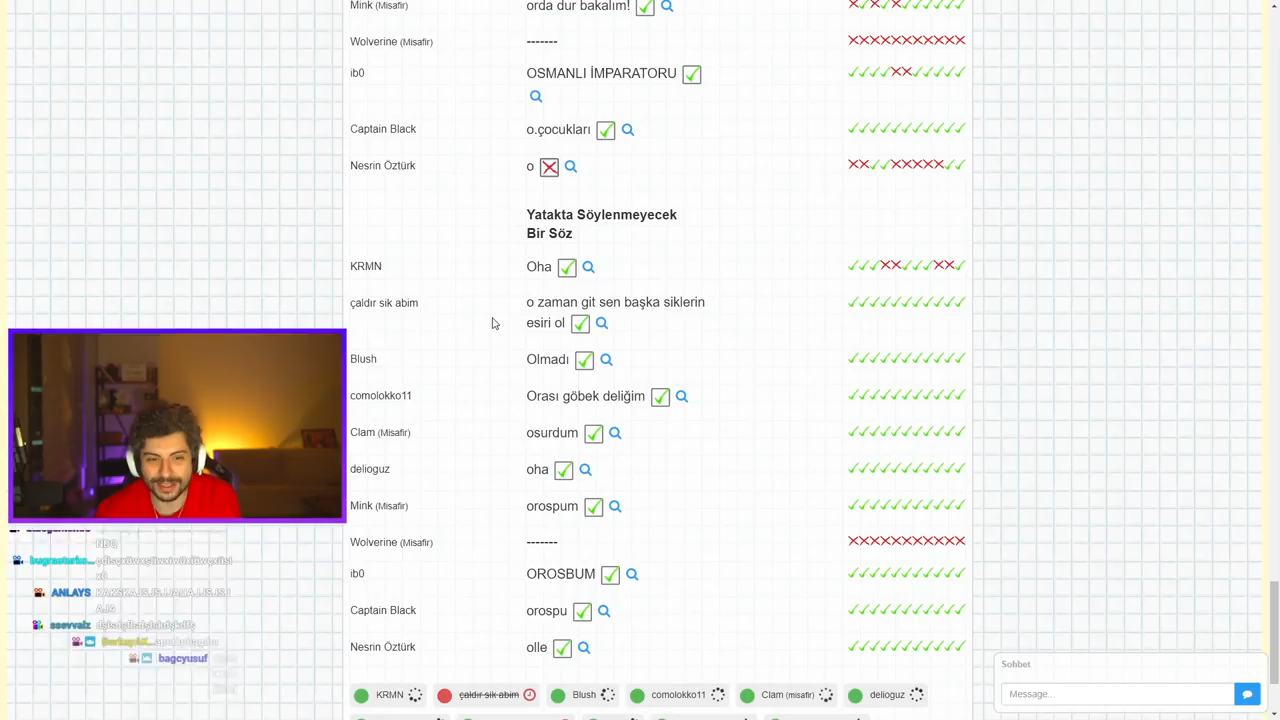 Mink (Misafir) orda dur bakalım!
Wolverine (Misafir) -------
ib0 OSMANLI İMPARATORU
Captain Black o.çocukları
Nesrin Öztürk o
Yatakta Söylenmeyecek
Bir Söz
KRMN Oha
çaldır sik abim o zaman git sen başka siklerin
esiri ol
Blush Olmadı
comolokko11 Orası göbek deliğim
Clam (Misafir) osurdum
delioguz oha
Mink (Misafir) orospum
Wolverine (Misafir) -------
ib0 OROSBUM
Captain Black orospu
Nesrin Öztürk olle
ANLAYS
ssevvalz
bagcyusuf
KRMN çaldır sik abim Blush comolokko11 Clam (misafir) delioguz
Sohbet
Message...